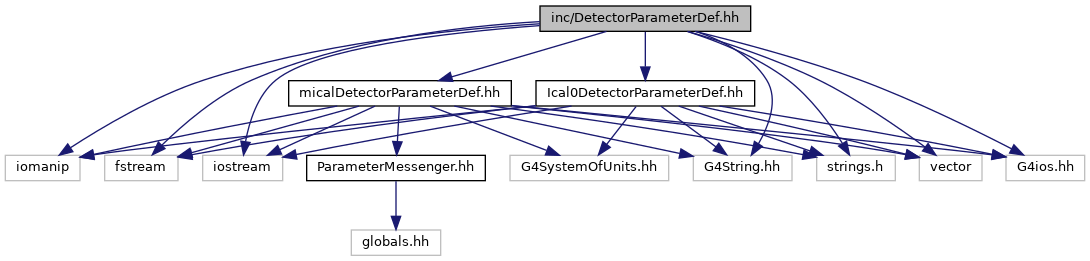 inc/DetectorParameterDef.hh
micalDetectorParameterDef.hh
Ical0DetectorParameterDef.hh
iomanip
fstream
iostream
ParameterMessenger.hh
G4SystemOfUnits.hh
G4String.hh
strings.h
vector
G4ios.hh
globals.hh